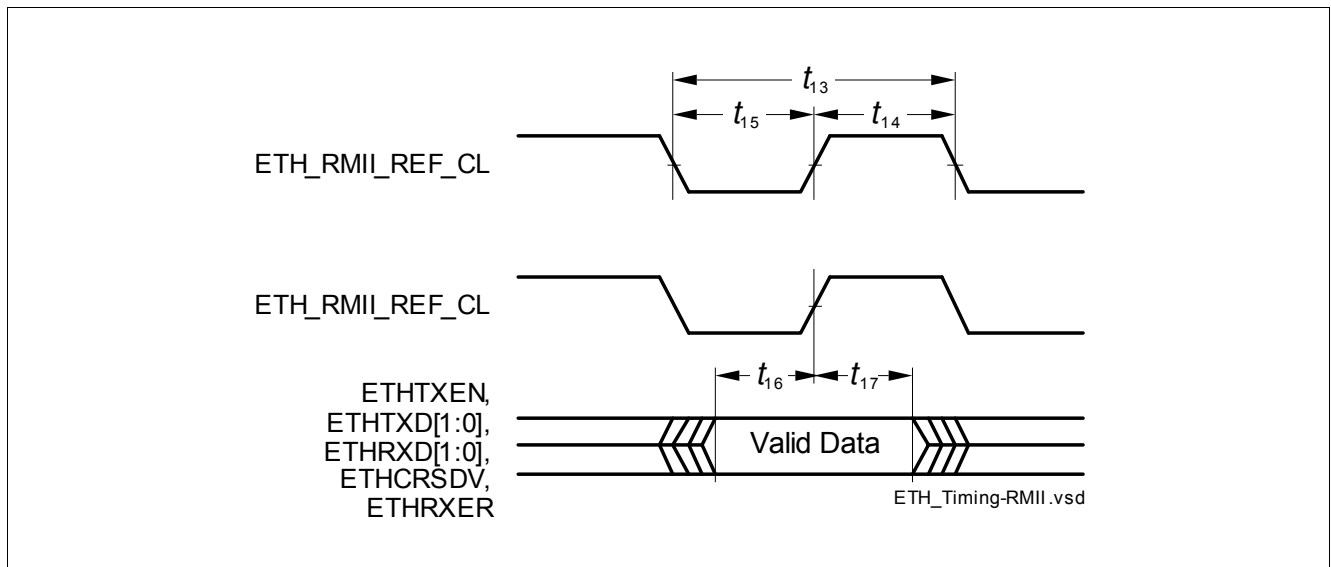 t13
t15
t14
ETH_RMII_REF_CL
ETH_RMII_REF_CL
t16
t17
ETHTXEN,
ETHTXD[1:0],
ETHRXD[1:0],
ETHCRSDV,
ETHRXER
Valid Data
ETH_Timing-RMII.vsd